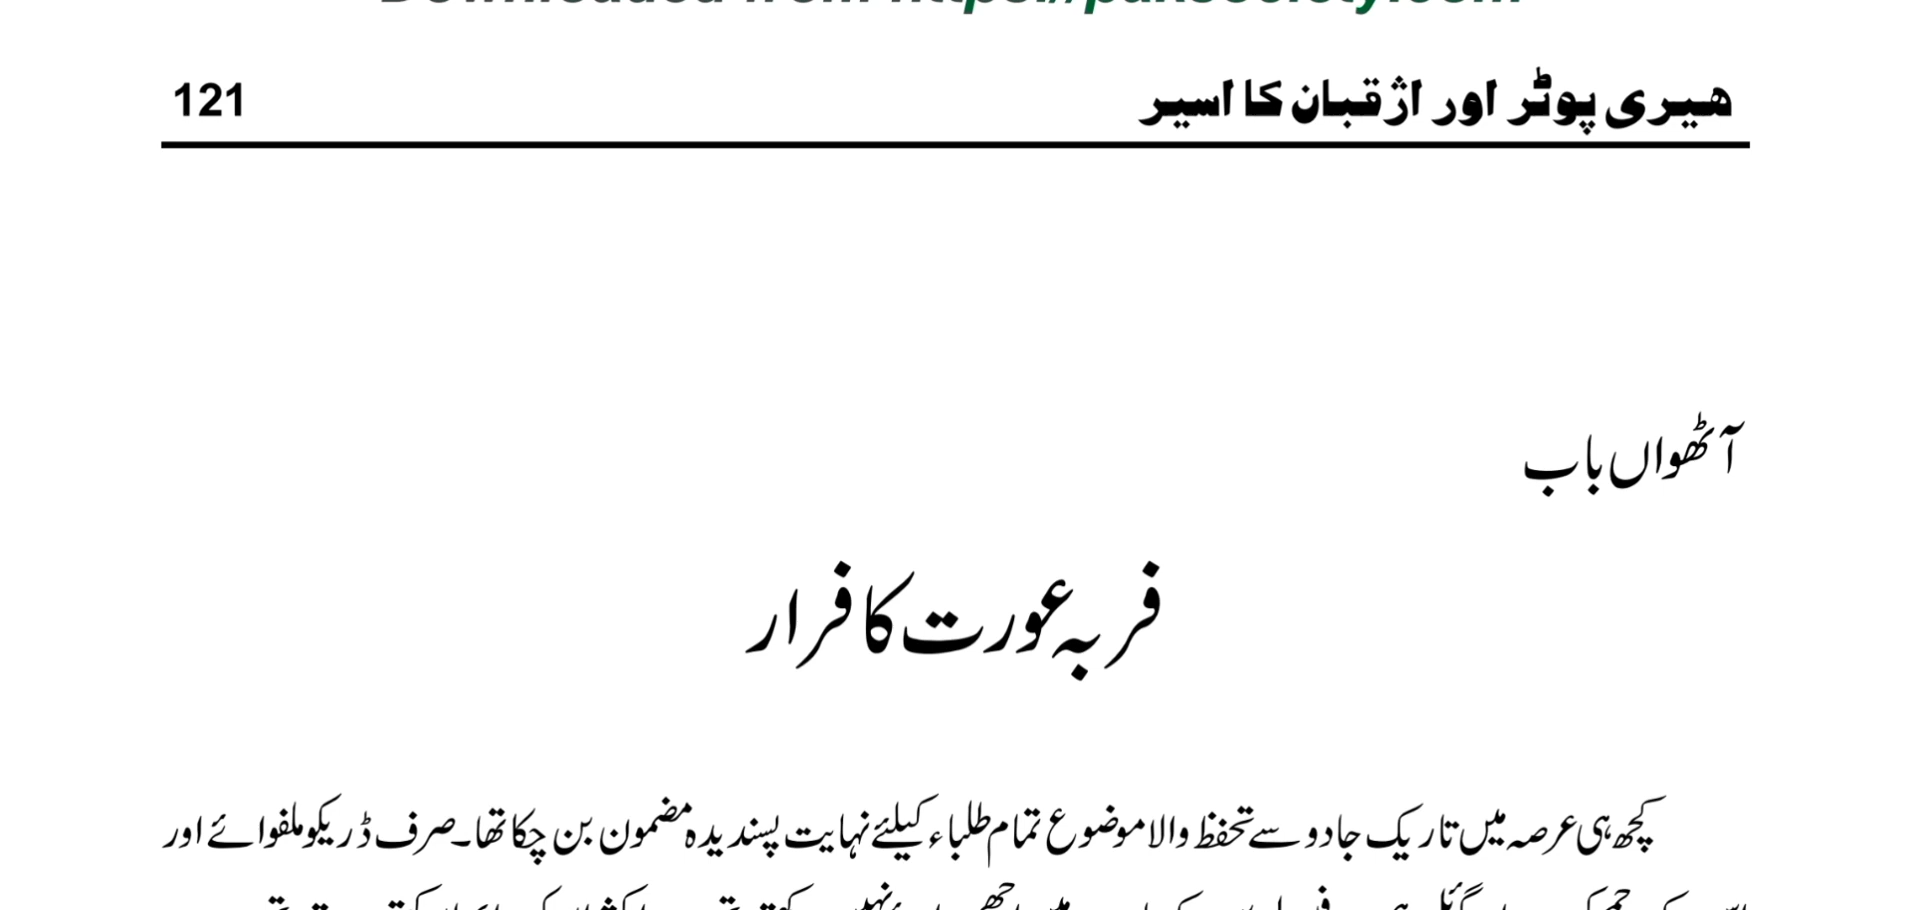 Downloaded from https://paksociety.com
ھیری پوٹر اور اژقبان کا اسیر 121
آٹھواں باب
فربہ عورت کا فرار
کچھ ہی عرصہ میں تاریک جادو سے تحفظ والا موضوع تمام طلباء کیلئے نہایت پسندیدہ مضمون بن چکا تھا۔ صرف ڈریکو ملفوائے اور